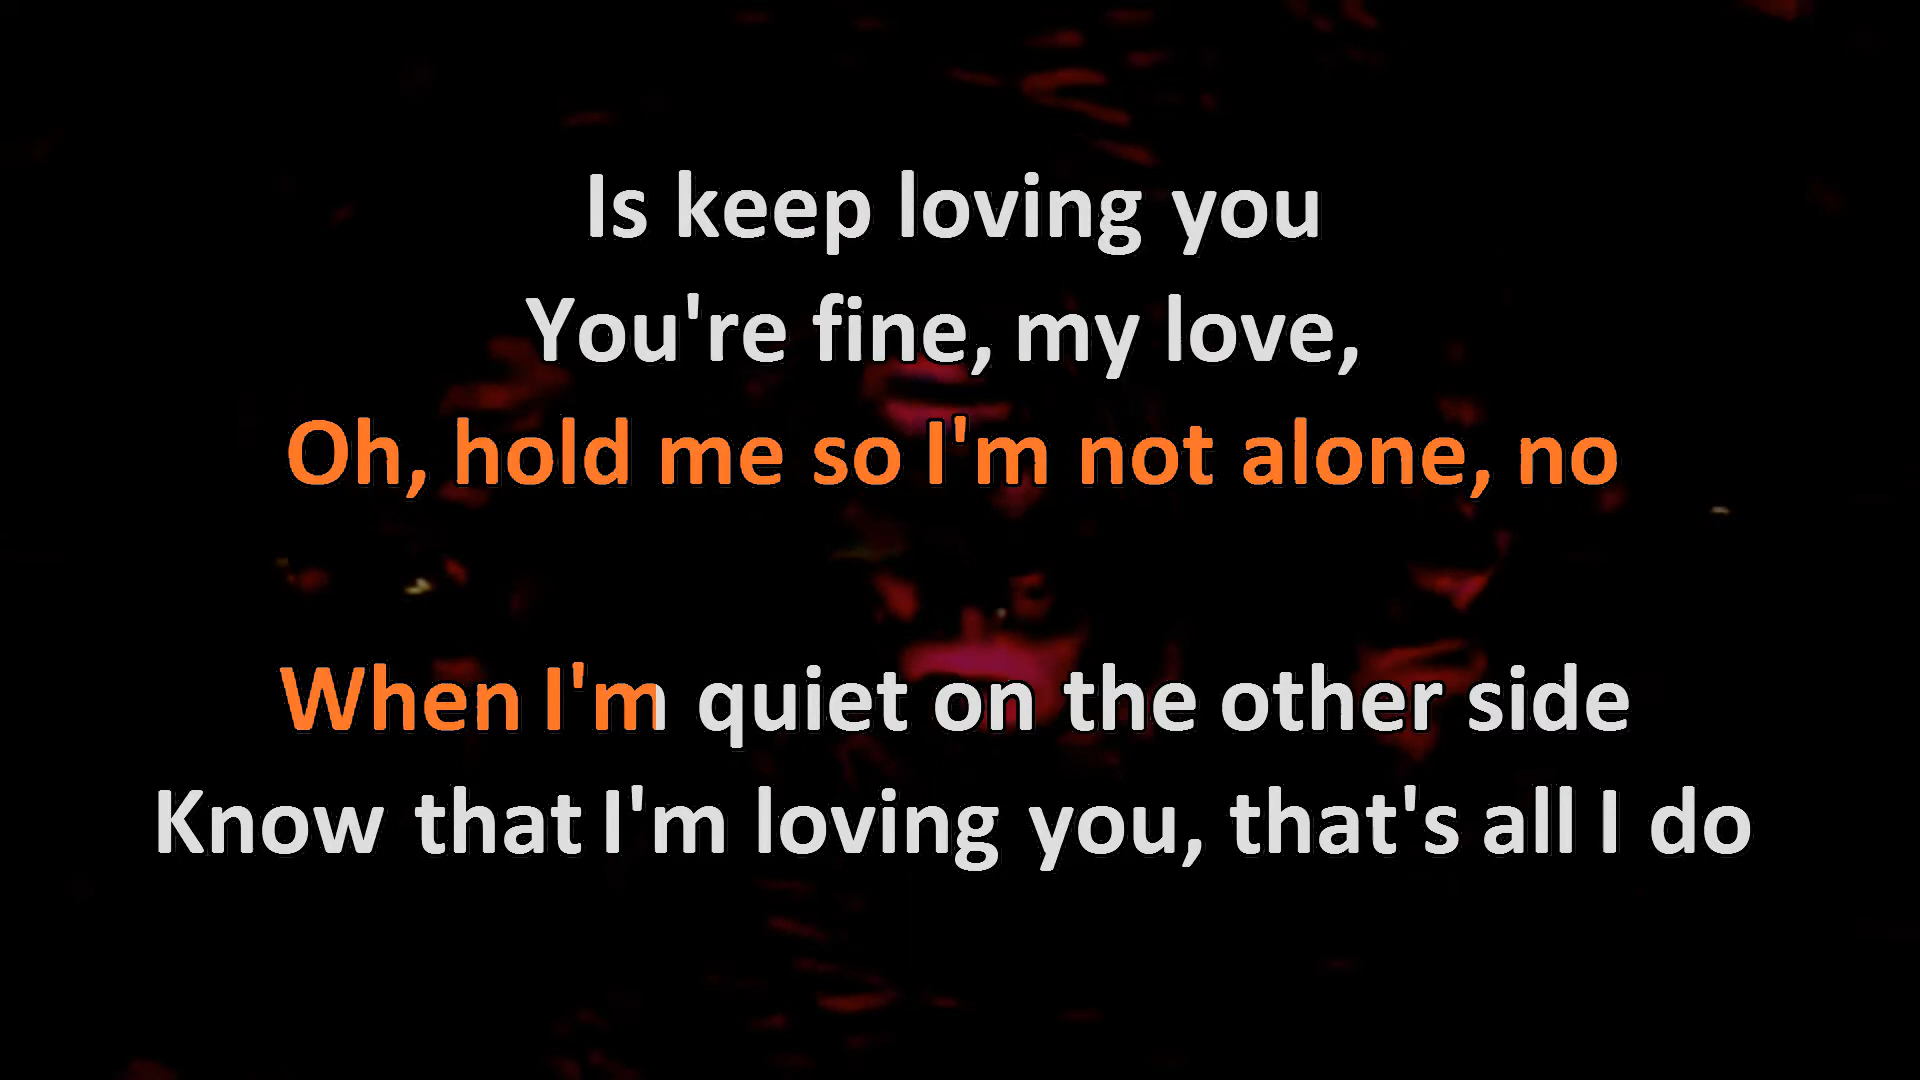 Is keep loving you
You're fine, my love,
Oh, hold me so I'm not alone, no
When I'm quiet on the other side
Know that I'm loving you, that's all I do